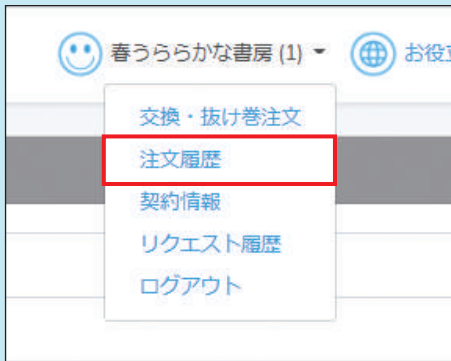 春うららかな書房 (1) お役立
交換・抜け巻注文
注文履歴
契約情報
リクエスト履歴
ログアウト